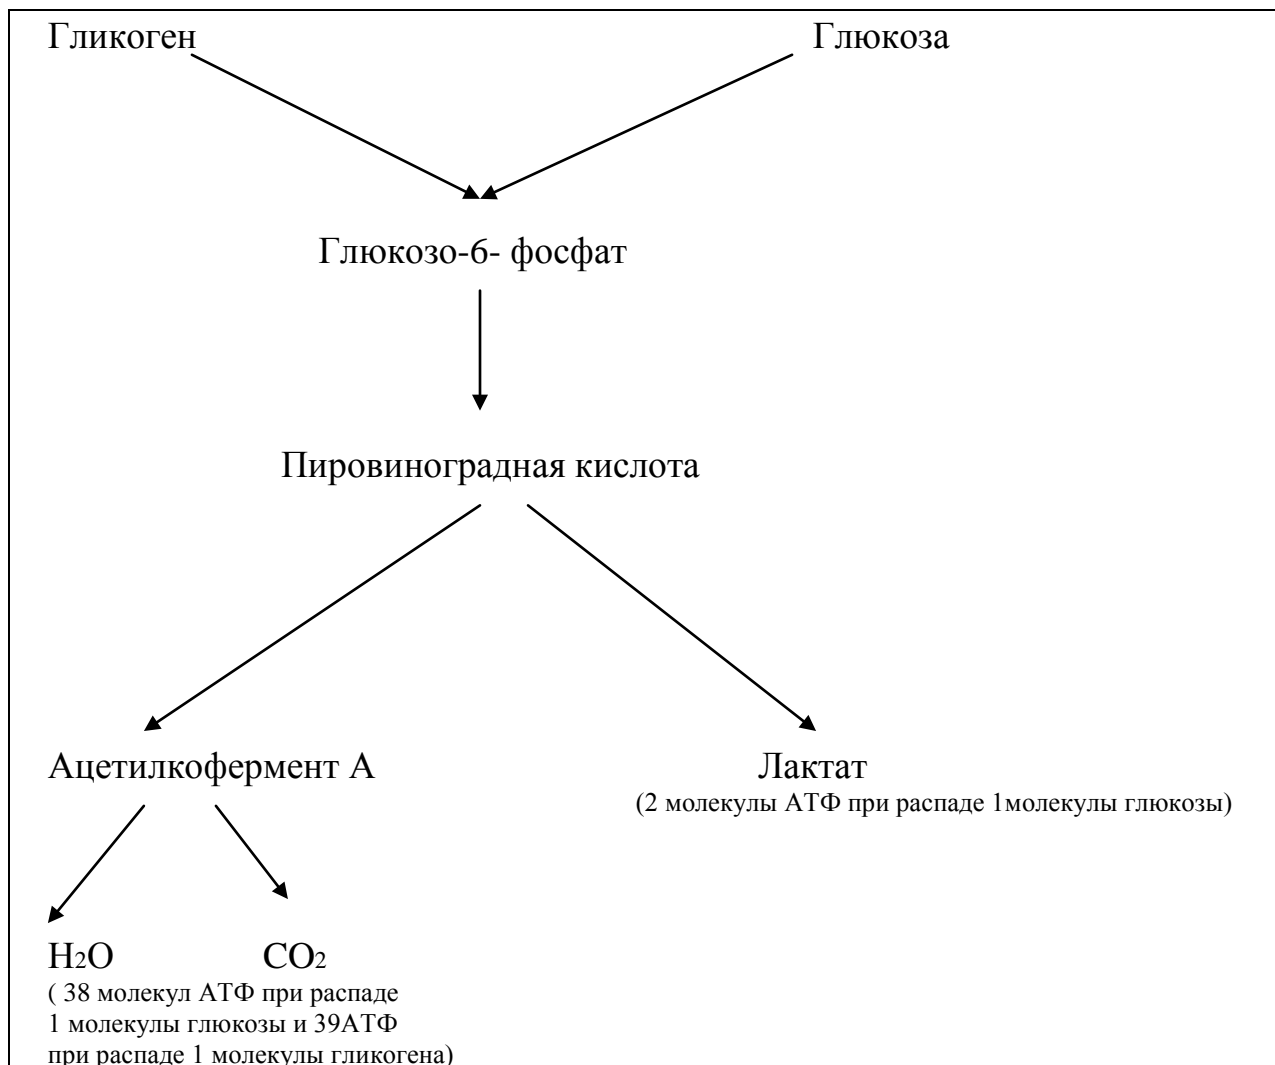 Гликоген
Глюкоза
Глюкозо-6- фосфат
Пировиноградная кислота
Ацетилкофермент А
Лактат
(2 молекулы АТФ при распаде 1молекулы глюкозы)
H2O
CO2
( 38 молекул АТФ при распаде
1 молекулы глюкозы и 39АТФ
при распаде 1 молекулы гликогена)